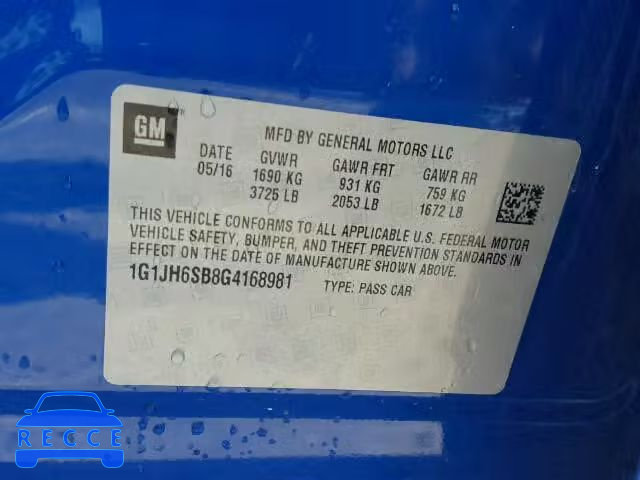 GM
MFD BY GENERAL MOTORS LLC
DATE GVWR GAWR FRT GAWR RR
05/16 1690 KG 931 KG 759 KG
3725 LB 2053 LB 1672 LB
THIS VEHICLE CONFORMS TO ALL APPLICABLE U.S. FEDERAL MOTOR
VEHICLE SAFETY, BUMPER, AND THEFT PREVENTION STANDARDS IN
EFFECT ON THE DATE OF MANUFACTURE SHOWN ABOVE.
1G1JH6SB8G4168981 TYPE: PASS CAR
RECCE